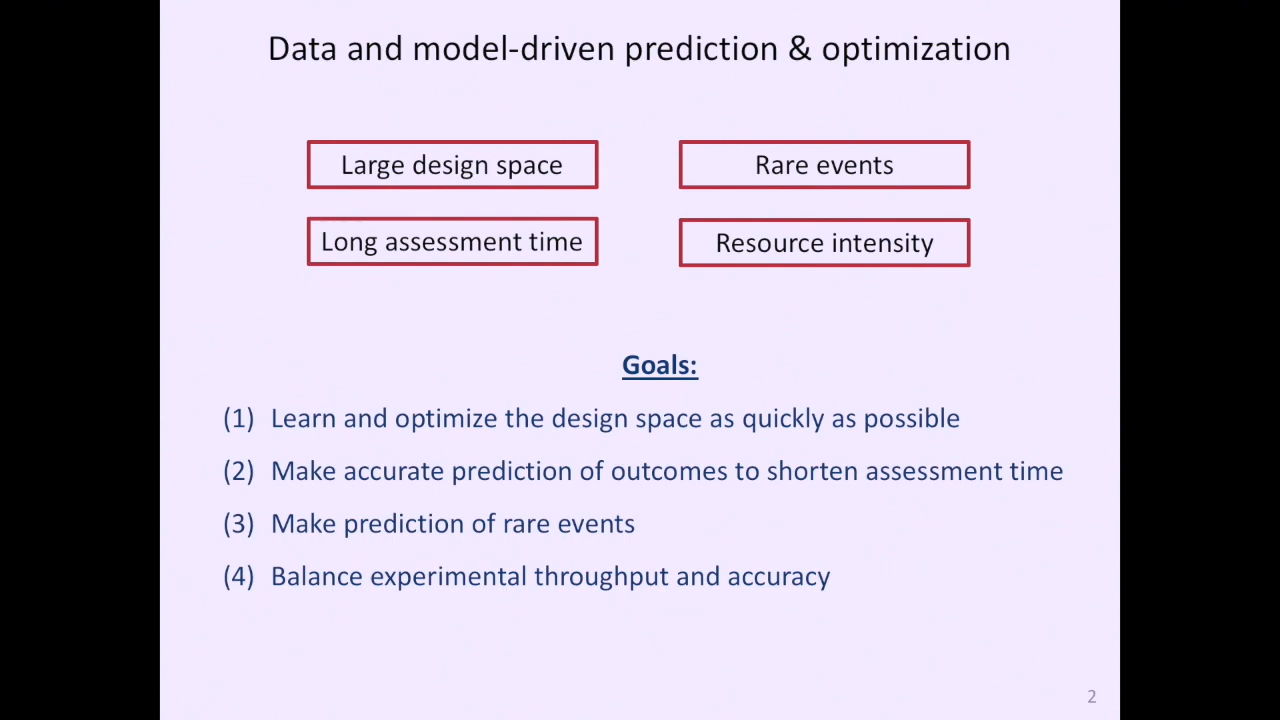 Data and model-driven prediction & optimization
Large design space
Rare events
Long assessment time
Resource intensity
Goals:
(1) Learn and optimize the design space as quickly as possible
(2) Make accurate prediction of outcomes to shorten assessment time
(3) Make prediction of rare events
(4) Balance experimental throughput and accuracy
2